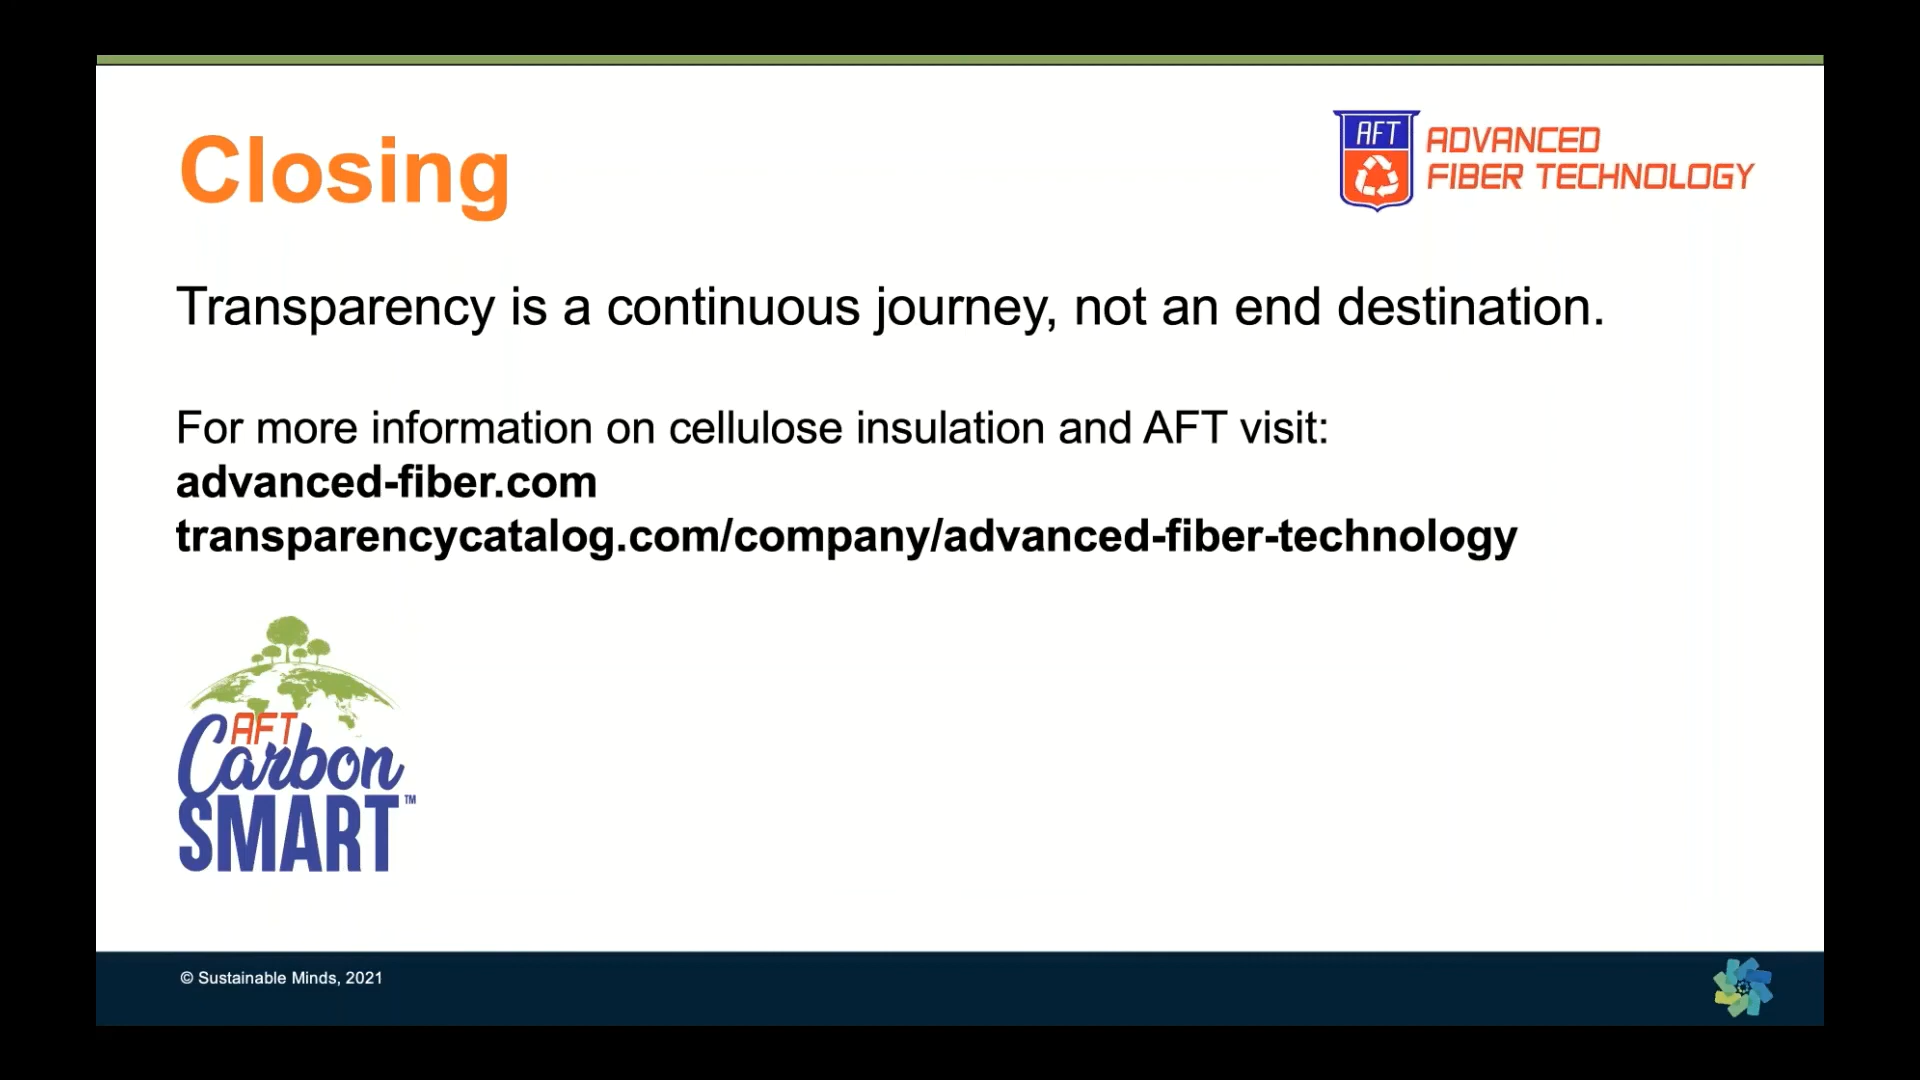 Closing
AFT
ADVANCED
FIBER TECHNOLOGY
Transparency is a continuous journey, not an end destination.
For more information on cellulose insulation and AFT visit:
advanced-fiber.com
transparencycatalog.com/company/advanced-fiber-technology
AFT
Carbon
SMART™
© Sustainable Minds, 2021